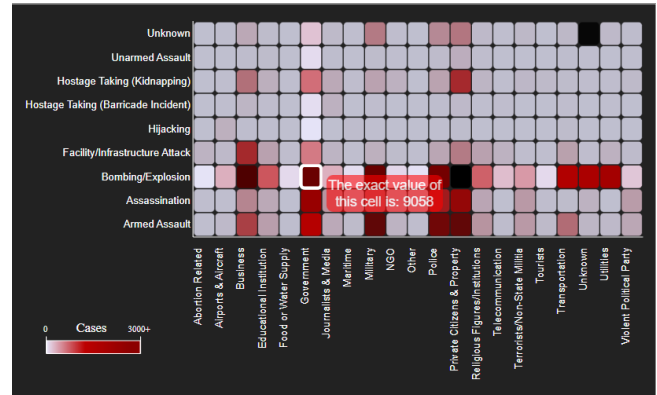 Unknown
Unarmed Assault
Hostage Taking (Kidnapping)
Hostage Taking (Barricade Incident)
Hijacking
Facility/Infrastructure Attack
Bombing/Explosion
Assassination
Armed Assault
The exact value of
this cell is: 9058
Abortion Related
Airports & Aircraft
Business
Educational Institution
Food or Water Supply
Government
Journalists & Media
Maritime
Military
NGO
Other
Police
Private Citizens & Property
Religious Figures/Institutions
Telecommunication
Terrorists/Non-State Militia
Tourists
Transportation
Unknown
Utilities
Violent Political Party
0 Cases 3000+